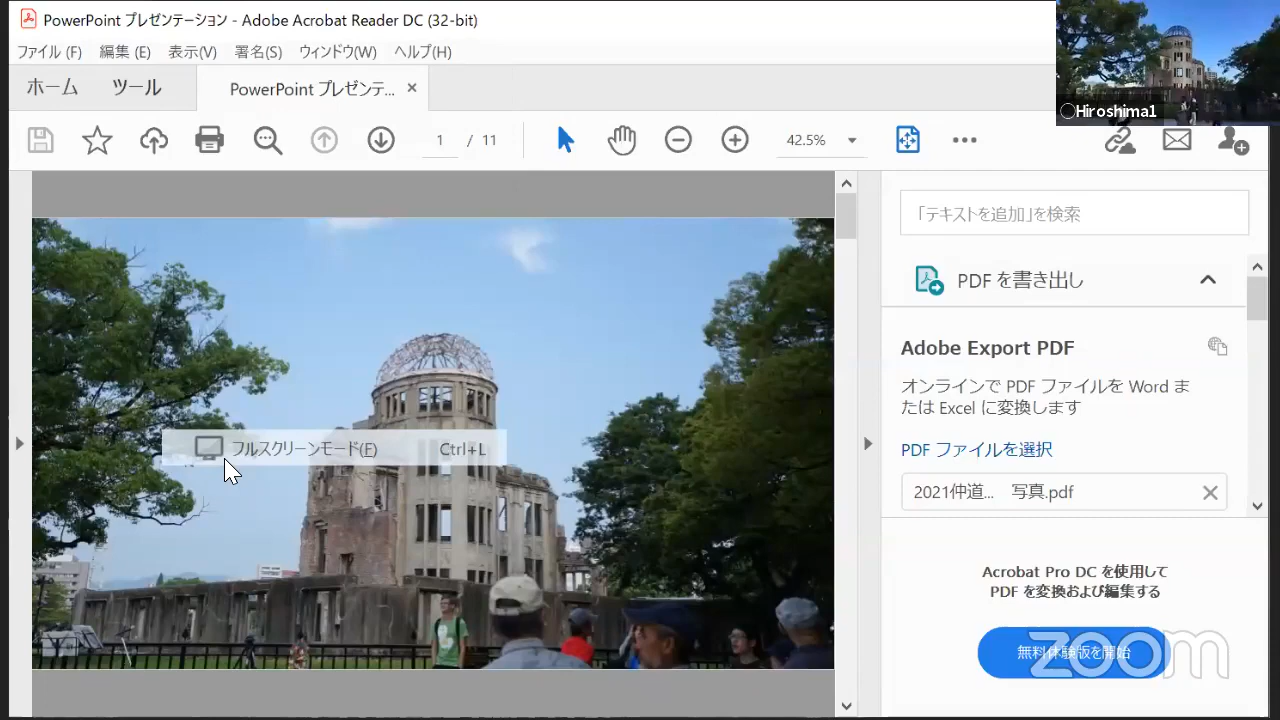 PowerPoint プレゼンテーション - Adobe Acrobat Reader DC (32-bit)
ファイル (F) 編集 (E) 表示(V) 署名(S) ウィンドウ(W) ヘルプ(H)
ホーム ツール PowerPoint プレゼンテ... ×
Hiroshima1
1 / 11 42.5%
「テキストを追加」を検索
PDF を書き出し
Adobe Export PDF
オンラインで PDF ファイルを Word ま
たは Excel に変換します
フルスクリーンモード(F) Ctrl+L
PDF ファイルを選択
2021仲道... 写真.pdf
Acrobat Pro DC を使用して
PDF を変換および編集する
無料体験版を開始
zoom